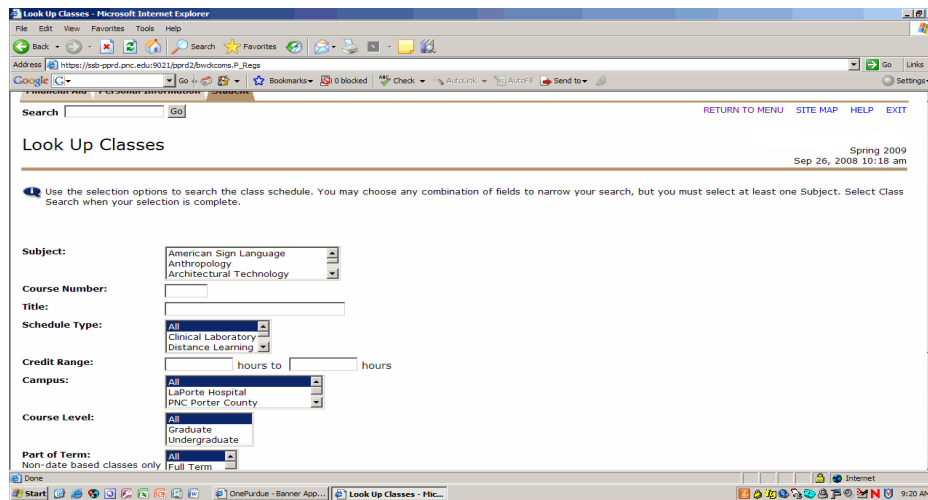 Look Up Classes - Microsoft Internet Explorer
File Edit View Favorites Tools Help
Back Search Favorites
Address https://ssb-pprd.pnc.edu:9021/pprd2/bwckcoms.P_Regs Go Links
Google G Go Bookmarks 0 blocked ABC Check AutoLink AutoFill Send to Settings
Financial Aid Personal Information Student
Search Go RETURN TO MENU SITE MAP HELP EXIT
Look Up Classes
Spring 2009
Sep 26, 2008 10:18 am
Use the selection options to search the class schedule. You may choose any combination of fields to narrow your search, but you must select at least one Subject. Select Class
Search when your selection is complete.
Subject: American Sign Language
Anthropology
Architectural Technology
Course Number:
Title:
Schedule Type: All
Clinical Laboratory
Distance Learning
Credit Range: hours to hours
Campus: All
LaPorte Hospital
PNC Porter County
Course Level: All
Graduate
Undergraduate
Part of Term: All
Non-date based classes only Full Term
Done Internet
Start OnePurdue - Banner App... Look Up Classes - Mic... 9:20 AM